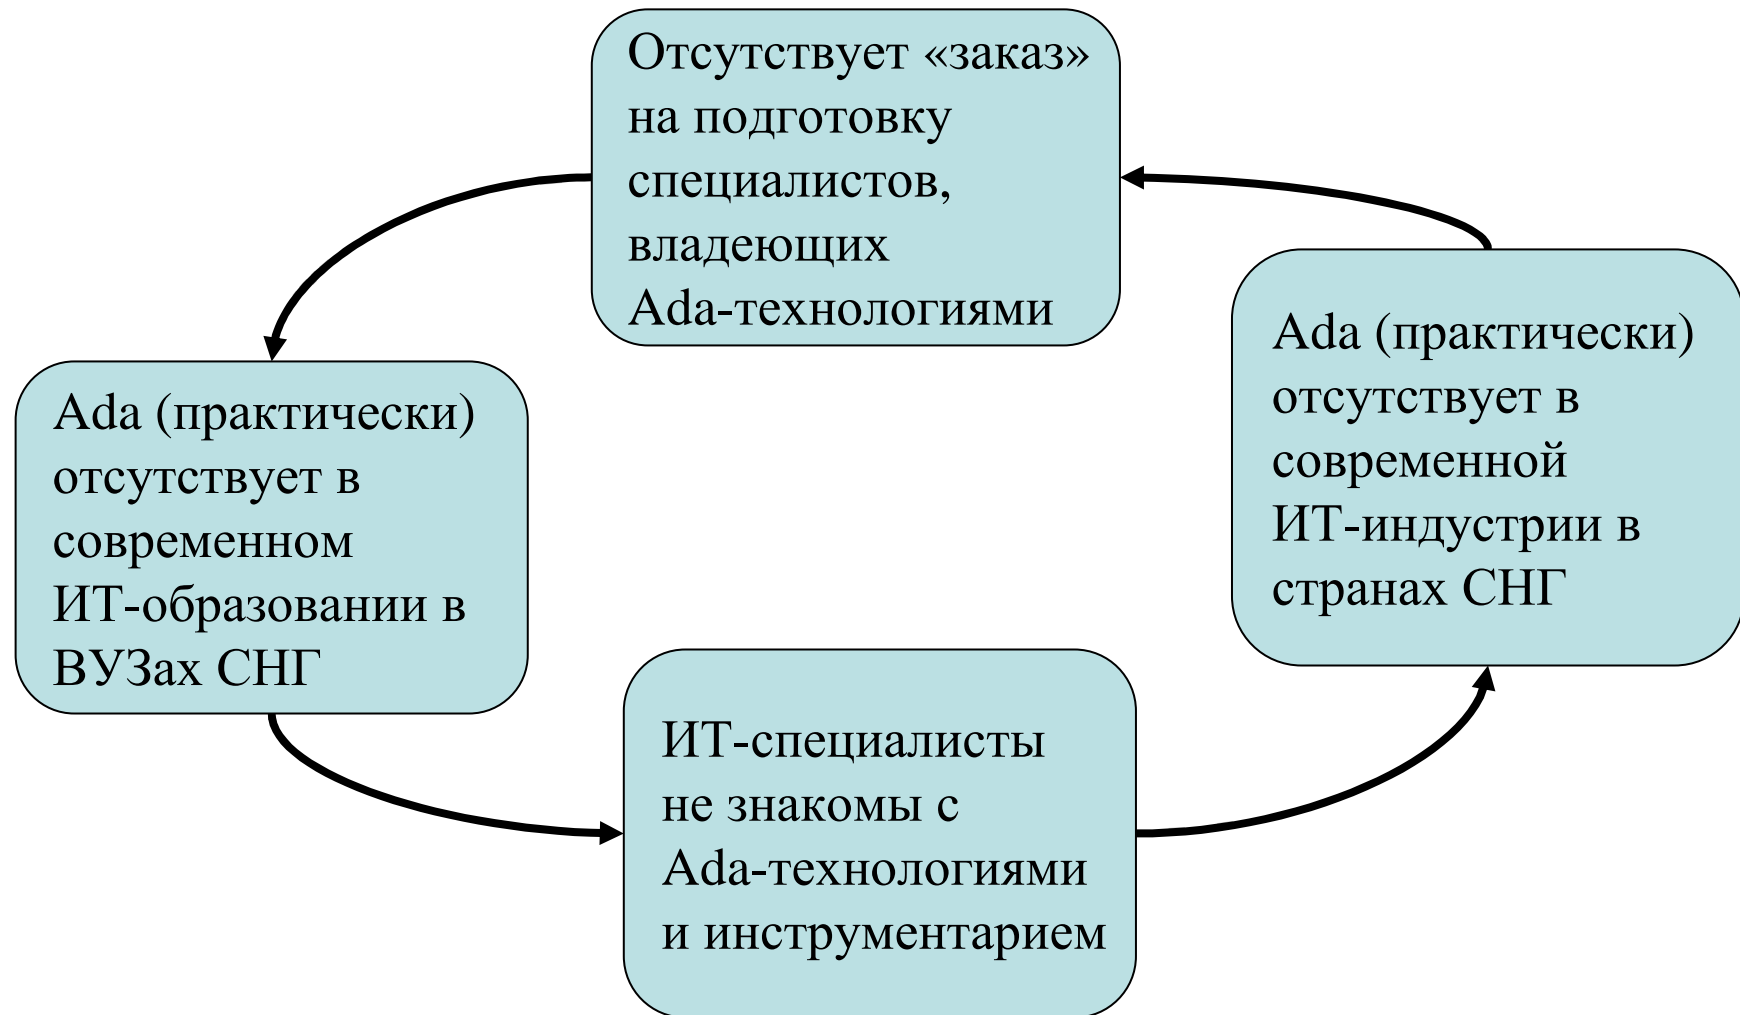 Отсутствует «заказ»
на подготовку
специалистов,
владеющих
Ada-технологиями
Ada (практически)
отсутствует в
современном
ИТ-образовании в
ВУЗах СНГ
ИТ-специалисты
не знакомы с
Ada-технологиями
и инструментарием
Ada (практически)
отсутствует в
современной
ИТ-индустрии в
странах СНГ